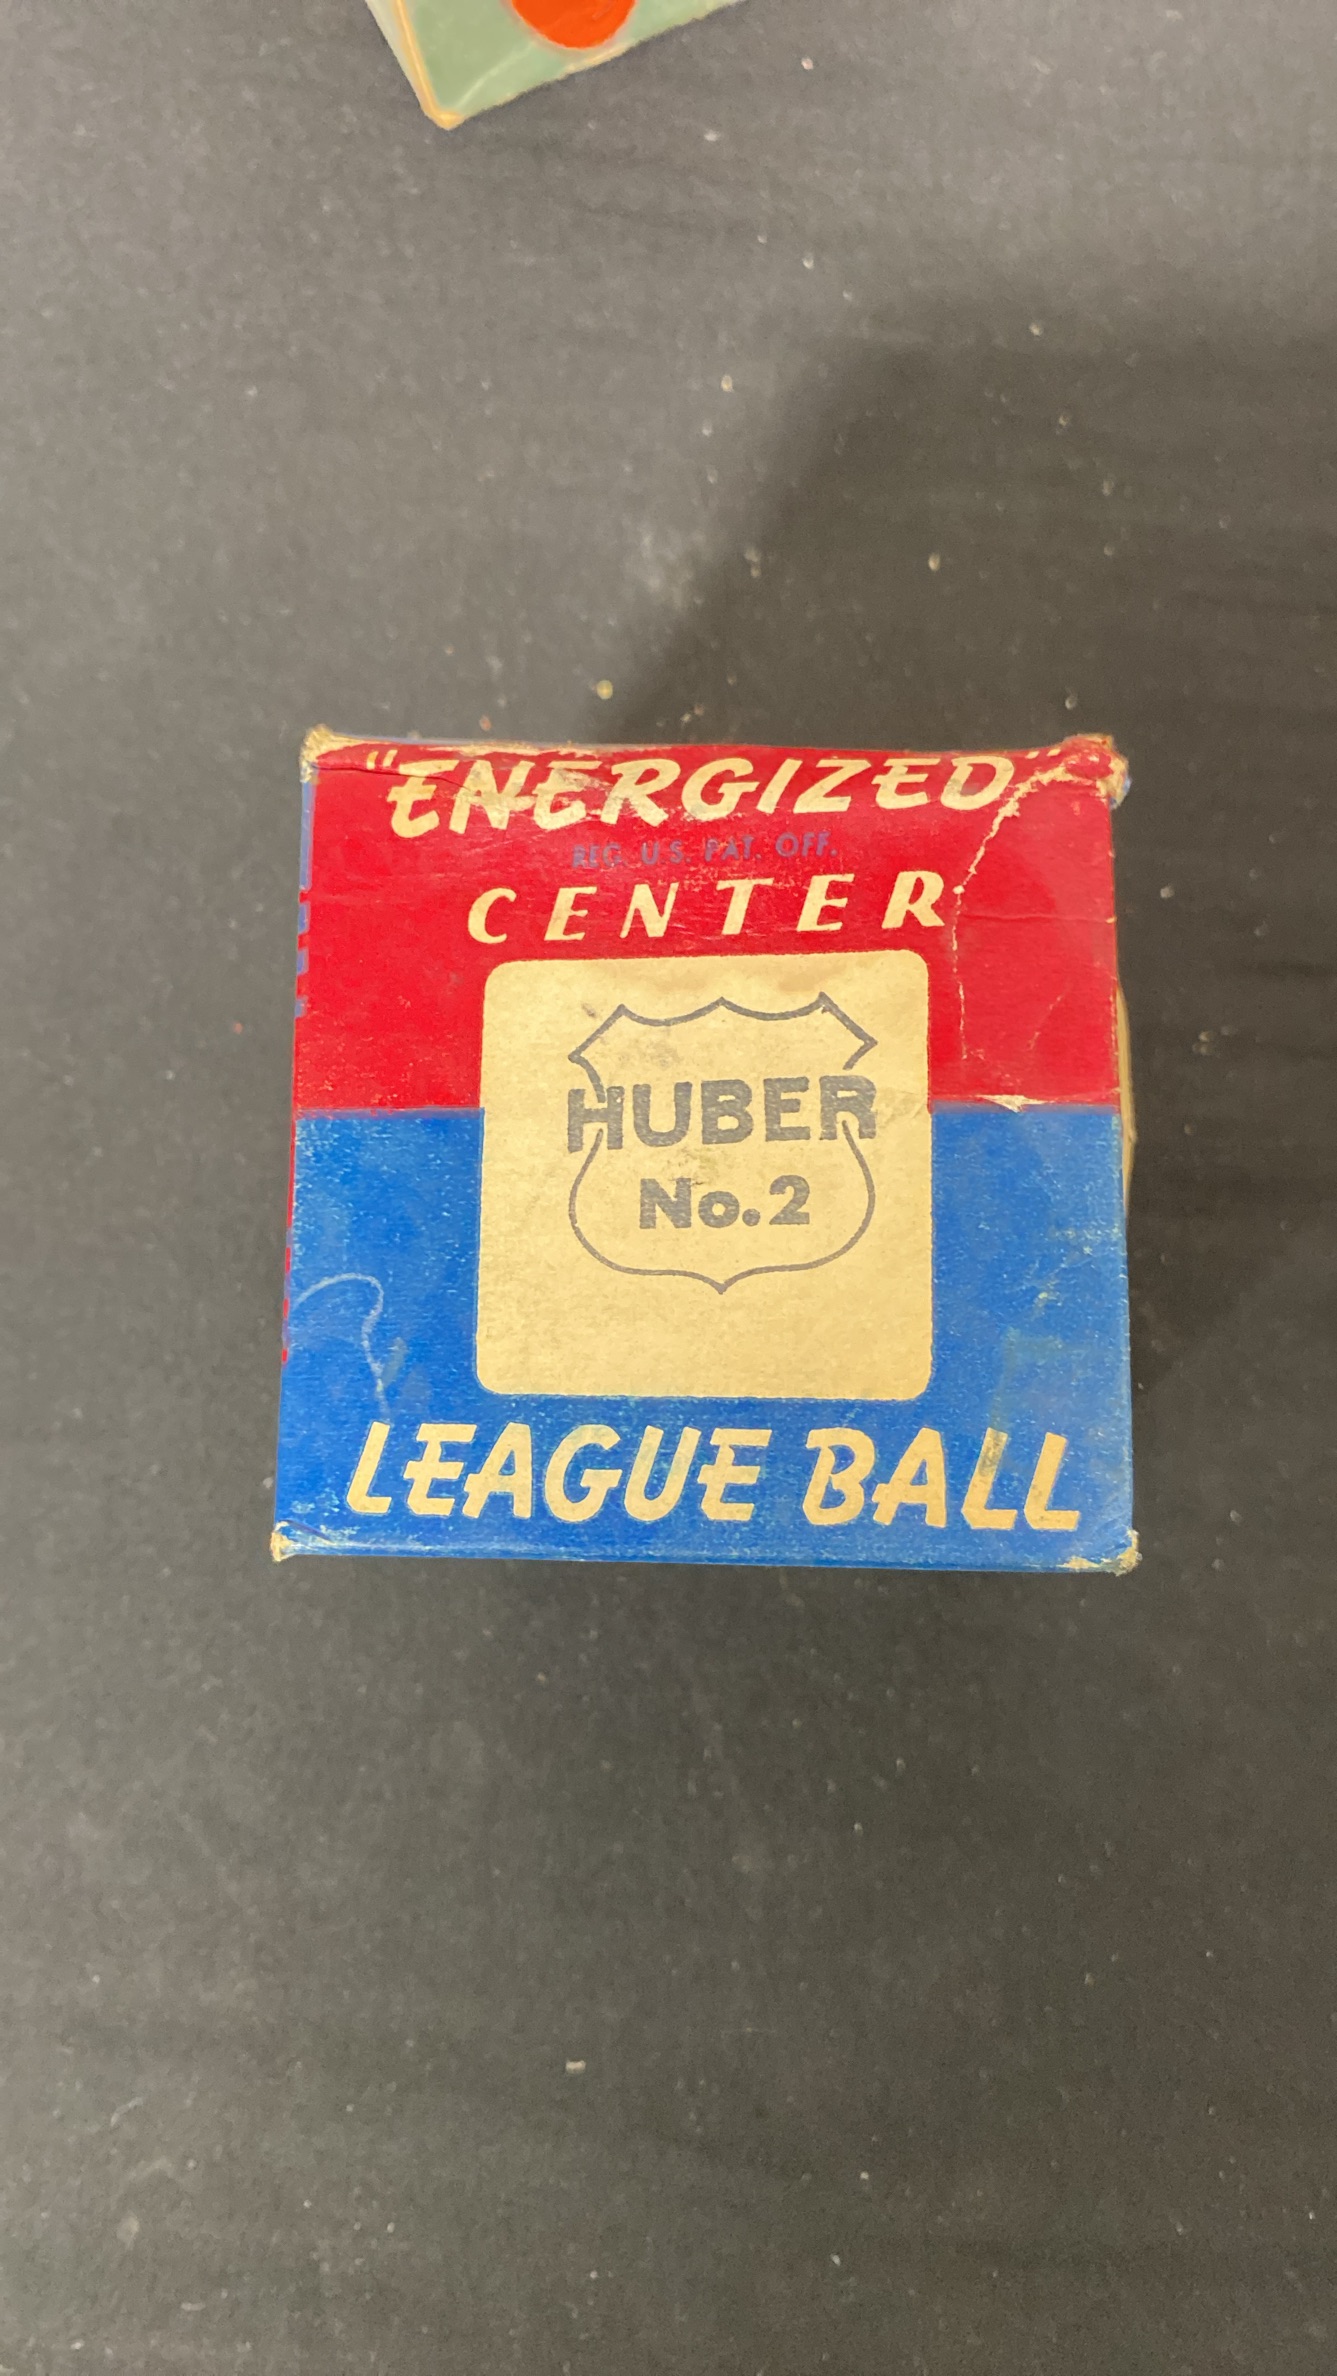 "ENERGIZED"
REG. U.S. PAT. OFF.
CENTER
HUBER
No.2
LEAGUE BALL